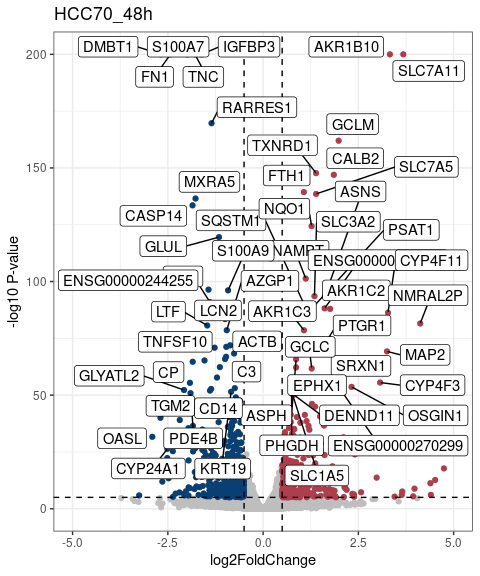 HCC70_48h
DMBT1 S100A7 IGFBP3 AKR1B10
FN1 TNC SLC7A11
RARRES1
GCLM
TXNRD1
CALB2
FTH1 SLC7A5
MXRA5 ASNS
CASP14 SQSTM1 NQO1
SLC3A2
PSAT1
GLUL S100A9 NAMPT
ENSG00000 CYP4F11
ENSG00000244255 AZGP1
AKR1C2 NMRAL2P
LTF LCN2 AKR1C3
PTGR1
TNFSF10 ACTB GCLC
MAP2
SRXN1
GLYATL2 CP C3
EPHX1 CYP4F3
TGM2 CD14 ASPH DENND11 OSGIN1
OASL PDE4B PHGDH ENSG00000270299
CYP24A1 KRT19 SLC1A5
-log10 P-value
200
150
100
50
0
-5.0 -2.5 0.0 2.5 5.0
log2FoldChange